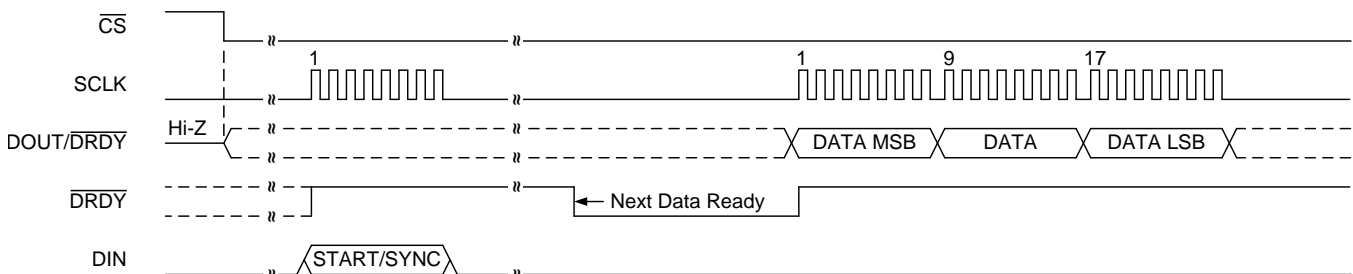 CS
1
1
9
17
SCLK
Hi-Z
DOUT/DRDY
DATA MSB
DATA
DATA LSB
DRDY
Next Data Ready
DIN
START/SYNC